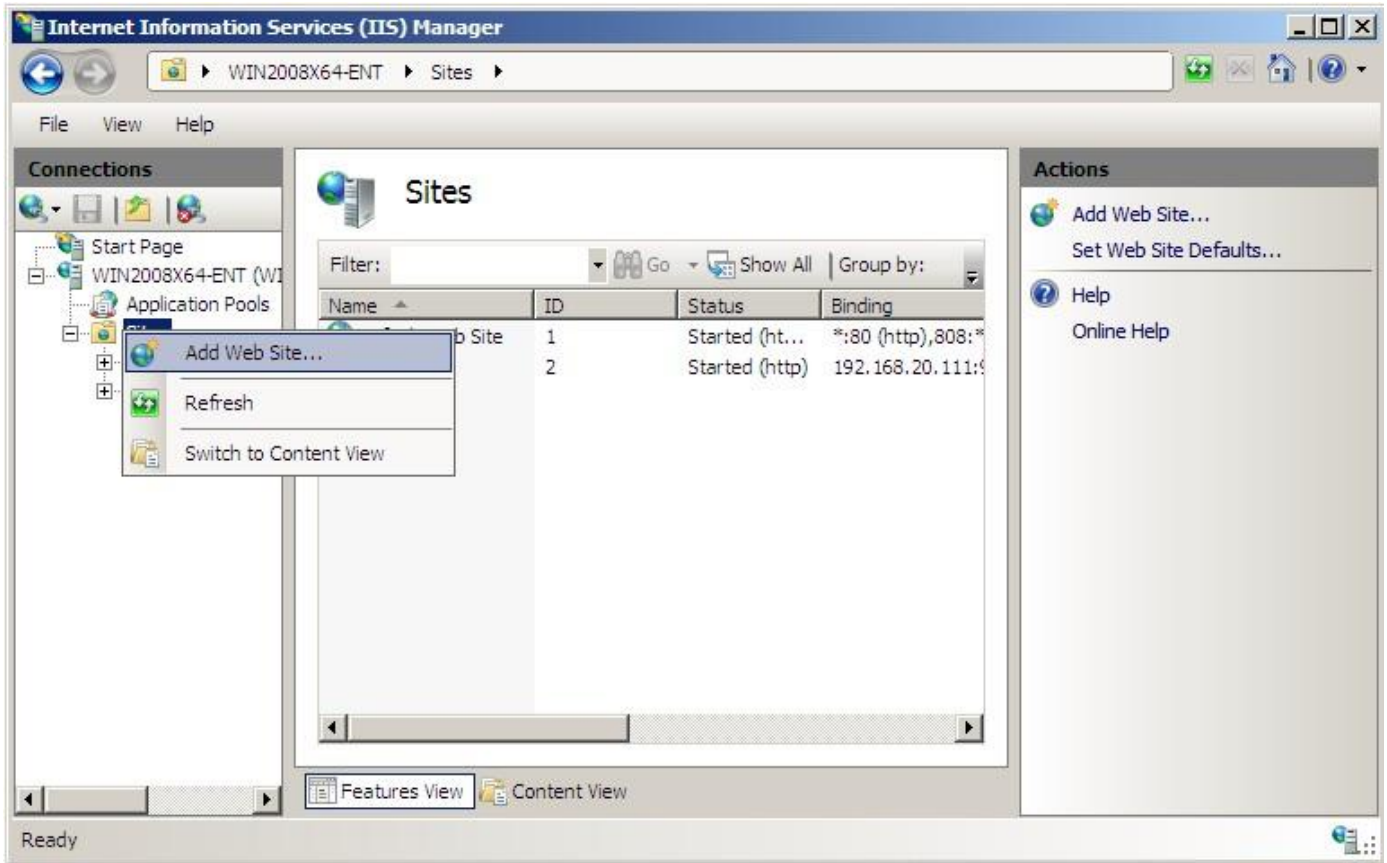 Internet Information Services (IIS) Manager
WIN2008X64-ENT Sites
File View Help
Connections
Start Page
WIN2008X64-ENT (WI
Application Pools
Add Web Site...
Refresh
Switch to Content View
Sites
Filter: Go Show All Group by:
Name ID Status Binding
Site 1 Started (ht... *:80 (http),808:*
2 Started (http) 192.168.20.111:9
Features View Content View
Actions
Add Web Site...
Set Web Site Defaults...
Help
Online Help
Ready